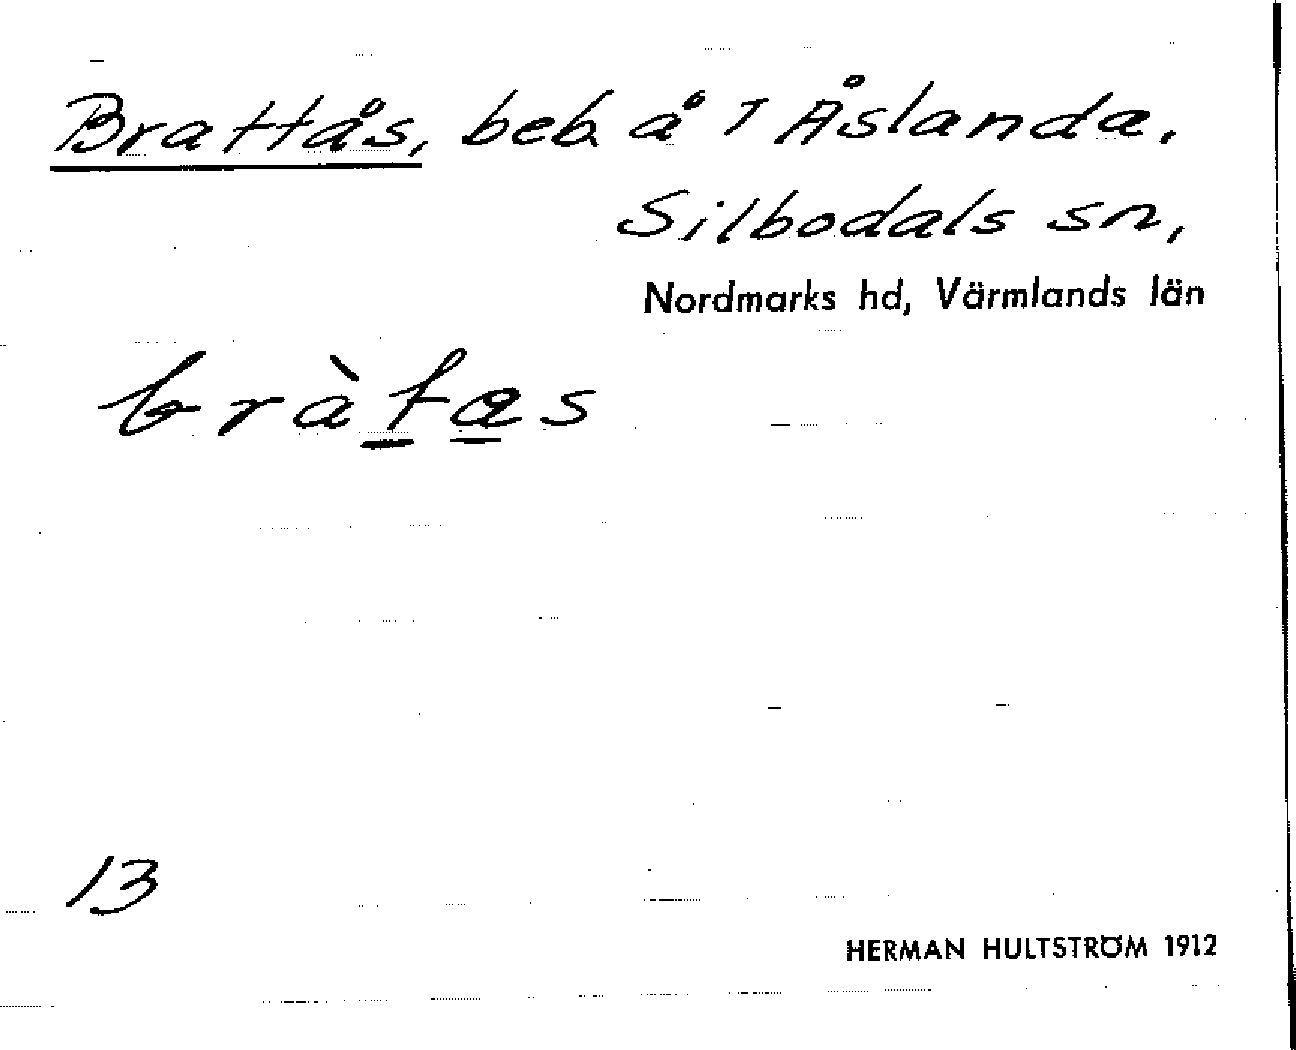 Brattås, beb. å 1 Åslanda,
Silbodals sn,
Nordmarks hd, Värmlands län
bràtas
13
HERMAN HULTSTRÖM 1912